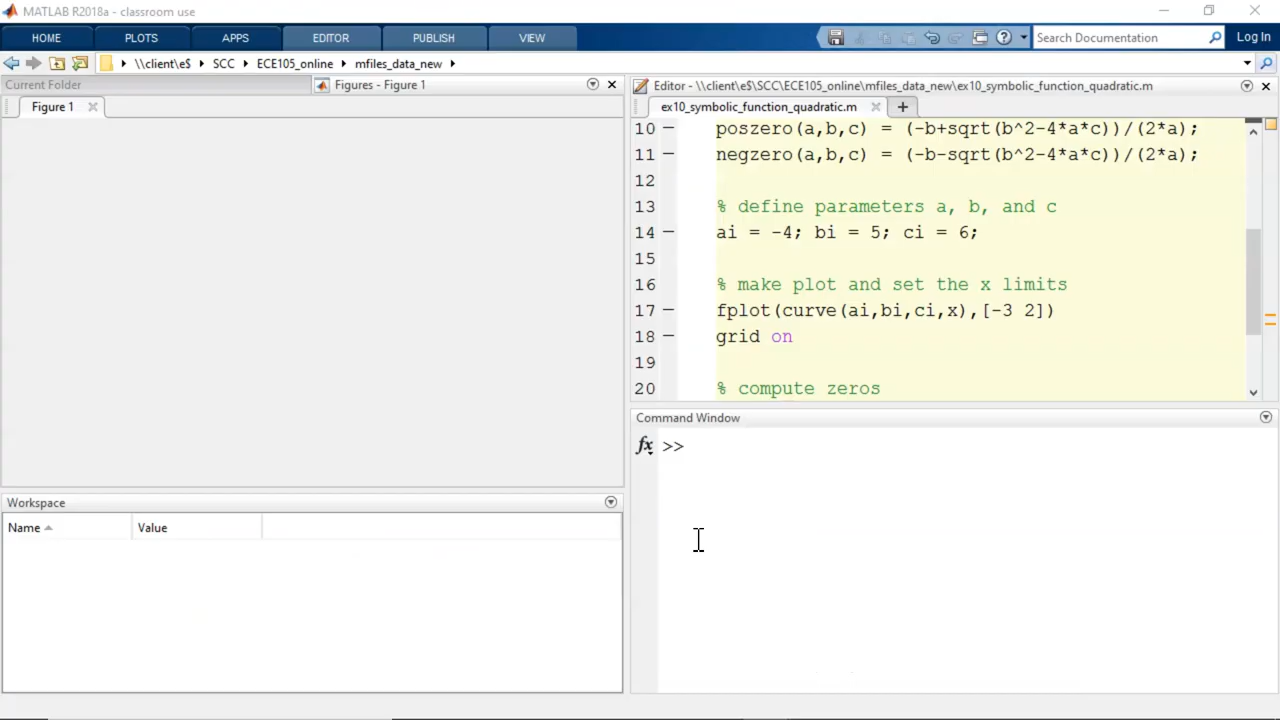 MATLAB R2018a - classroom use
HOME PLOTS APPS EDITOR PUBLISH VIEW Search Documentation Log In
\\client\e$ SCC ECE105_online mfiles_data_new
Current Folder Figures - Figure 1 Editor - \\client\e$\SCC\ECE105_online\mfiles_data_new\ex10_symbolic_function_quadratic.m
Figure 1 ex10_symbolic_function_quadratic.m
10 poszero(a,b,c) = (-b+sqrt(b^2-4*a*c))/(2*a);
11 negzero(a,b,c) = (-b-sqrt(b^2-4*a*c))/(2*a);
12
13 % define parameters a, b, and c
14 ai = -4; bi = 5; ci = 6;
15
16 % make plot and set the x limits
17 fplot(curve(ai,bi,ci,x),[-3 2])
18 grid on
19
20 % compute zeros
Command Window
fx >>
Workspace
Name Value